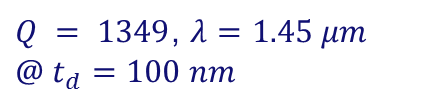 Q = 1349, λ = 1.45 μm
@ t_d = 100 nm